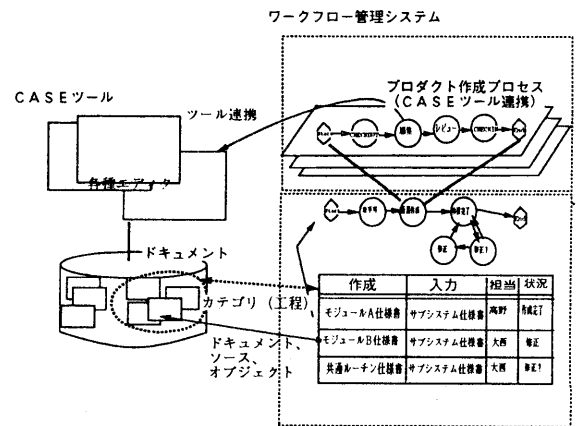 ワークフロー管理システム
プロダクト作成プロセス
（CASEツール連携）
CASEツール
ツール連携
Start
CHECKOUT
編集
レビュー
CHECKIN
End
各種エディタ
Start
End
修正
修正？
ドキュメント
カテゴリ（工程）
ドキュメント、
ソース、
オブジェクト
作成 入力 担当 状況
モジュールA仕様書 サブシステム仕様書 高野 作成完了
モジュールB仕様書 サブシステム仕様書 大西 修正
共通ルーチン仕様書 サブシステム仕様書 大西 修正？